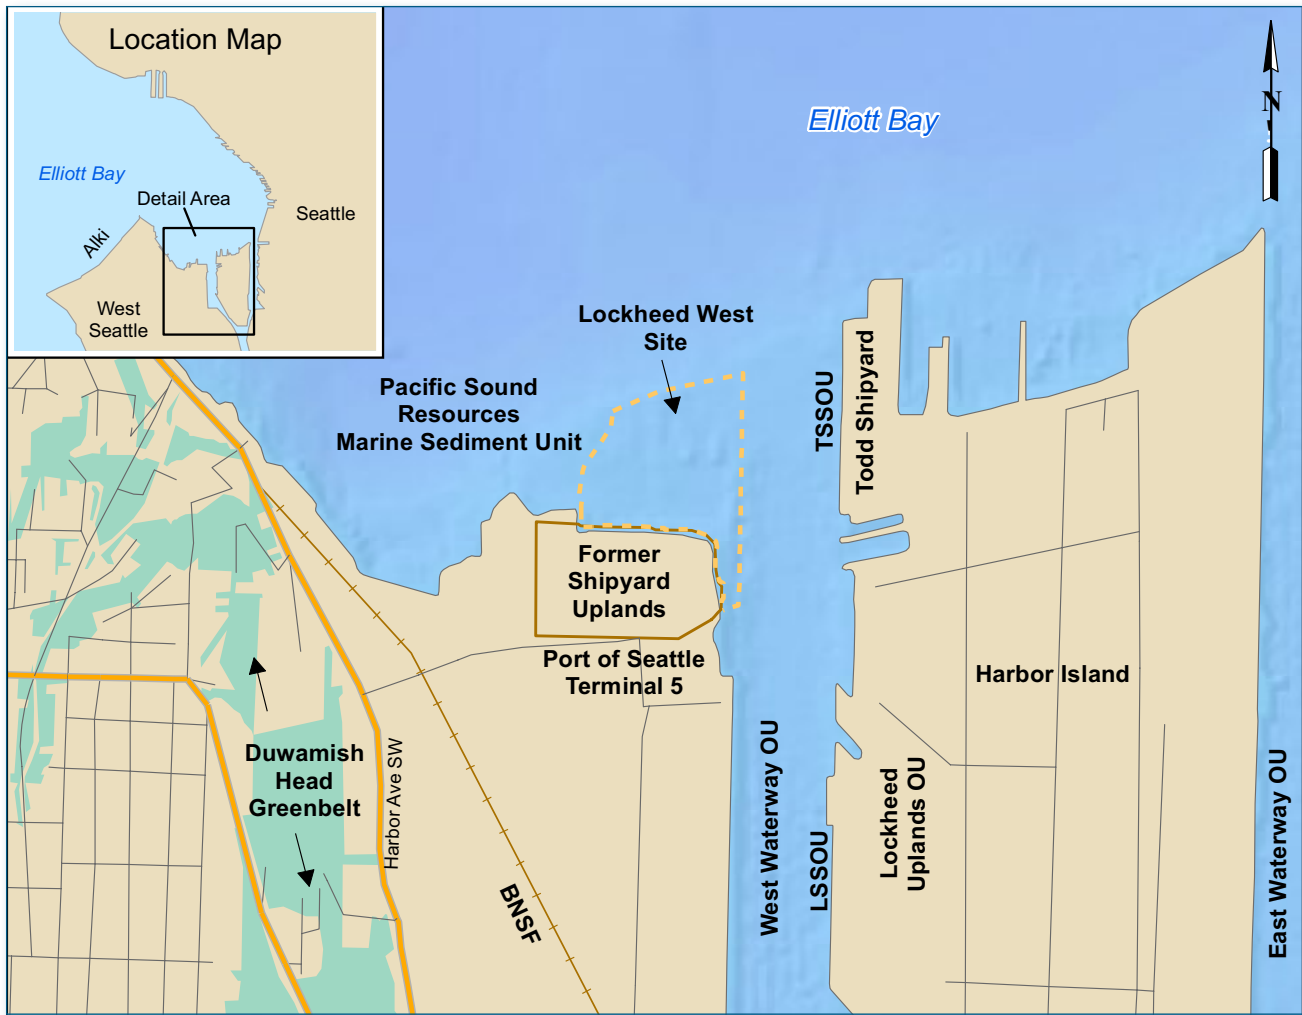 Location Map
Elliott Bay
Detail Area
Seattle
Alki
West
Seattle
Elliott Bay
N
Lockheed West
Site
Pacific Sound
Resources
Marine Sediment Unit
TSSOU
Todd Shipyard
Former
Shipyard
Uplands
Port of Seattle
Terminal 5
Harbor Island
Duwamish
Head
Greenbelt
Harbor Ave SW
BNSF
West Waterway OU
LSSOU
Lockheed
Uplands OU
East Waterway OU